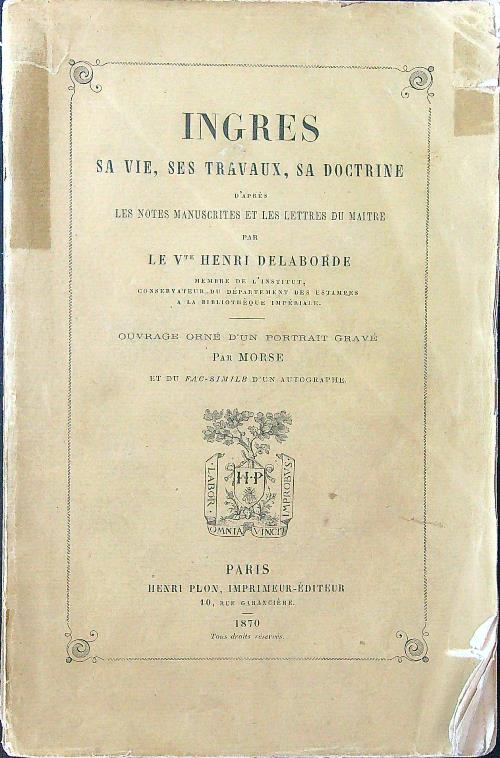 INGRES
SA VIE, SES TRAVAUX, SA DOCTRINE
D'APRÈS
LES NOTES MANUSCRITES ET LES LETTRES DU MAITRE
PAR
LE Vᵀᴱ HENRI DELABORDE
MEMBRE DE L'INSTITUT,
CONSERVATEUR DU DÉPARTEMENT DES ESTAMPES
A LA BIBLIOTHÈQUE IMPÉRIALE.
OUVRAGE ORNÉ D'UN PORTRAIT GRAVÉ
PAR MORSE
ET DU FAC-SIMILE D'UN AUTOGRAPHE.
H·P
LABOR
OMNIA VINCIT
IMPROBVS
PARIS
HENRI PLON, IMPRIMEUR-ÉDITEUR
10, RUE GARANCIÈRE.
1870
Tous droits réservés.